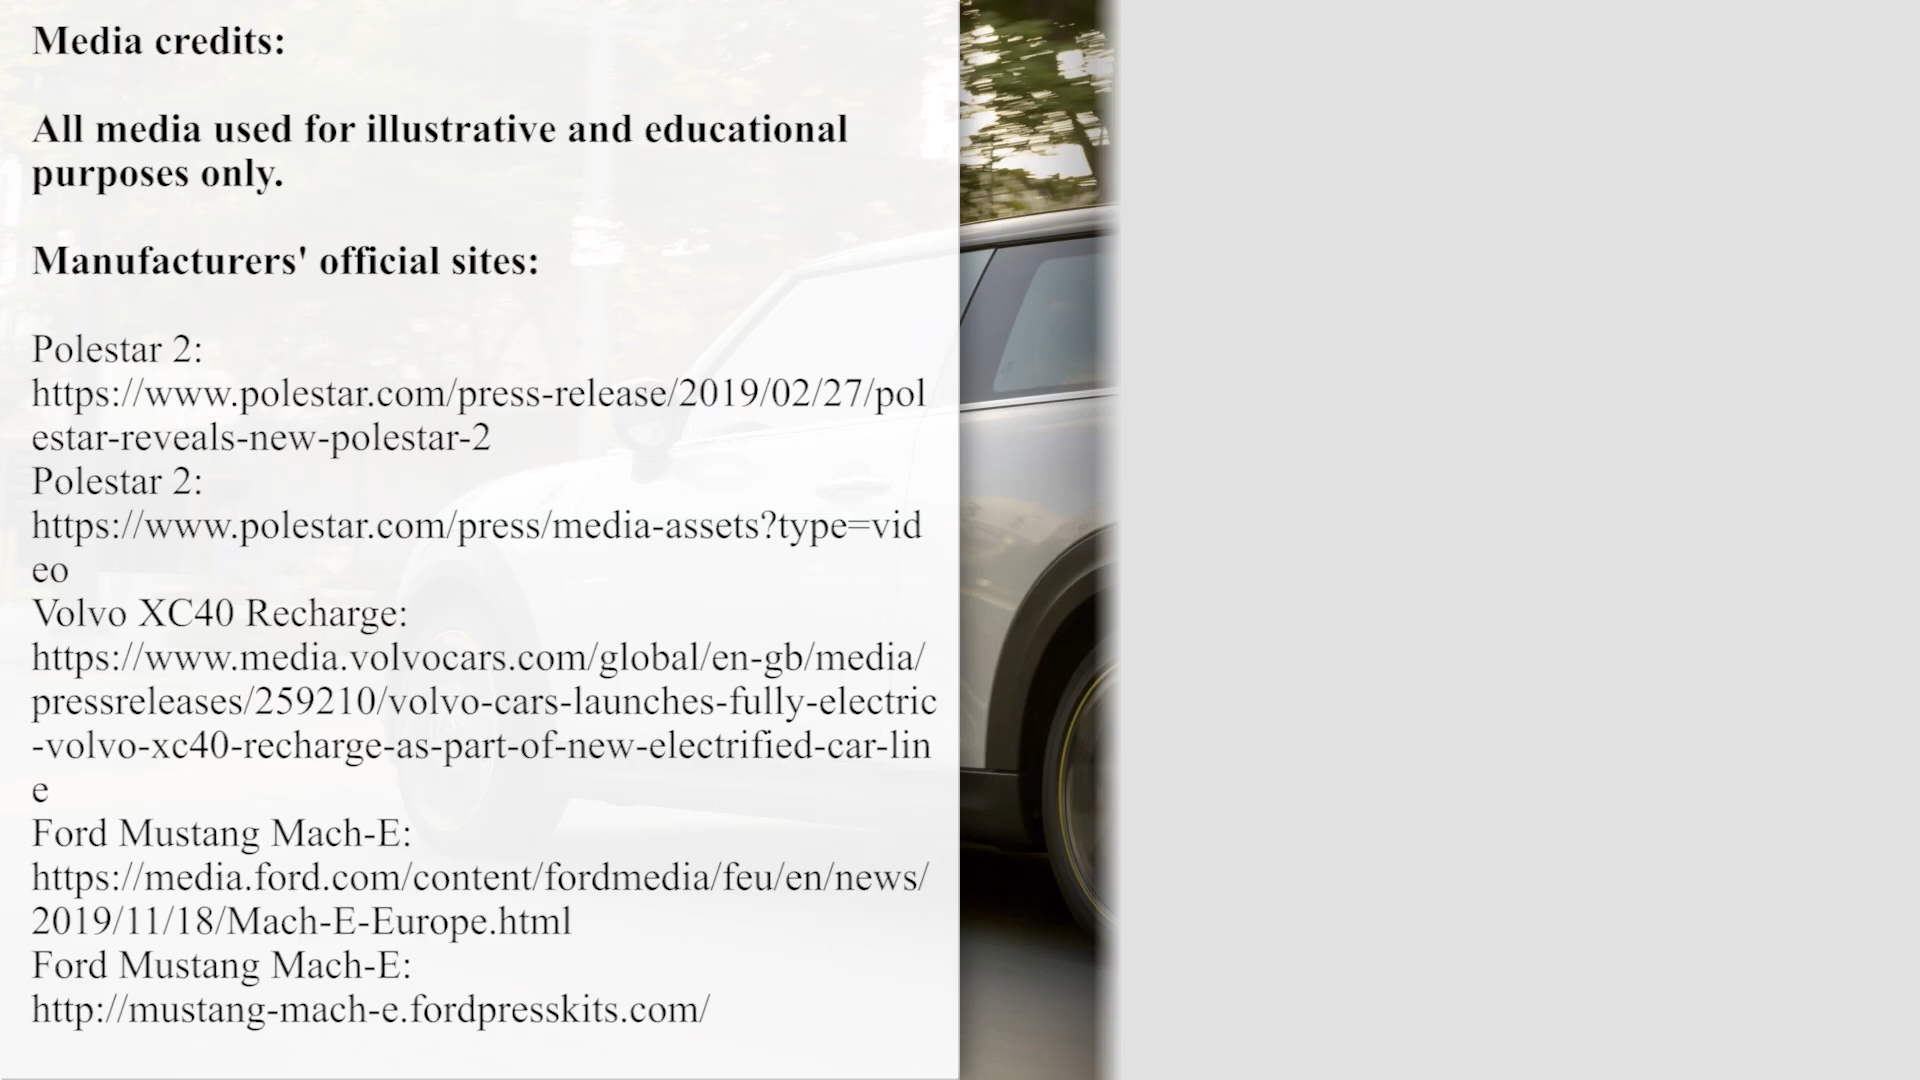 Media credits:
All media used for illustrative and educational
purposes only.
Manufacturers' official sites:
Polestar 2:
https://www.polestar.com/press-release/2019/02/27/pol
estar-reveals-new-polestar-2
Polestar 2:
https://www.polestar.com/press/media-assets?type=vid
eo
Volvo XC40 Recharge:
https://www.media.volvocars.com/global/en-gb/media/
pressreleases/259210/volvo-cars-launches-fully-electric
-volvo-xc40-recharge-as-part-of-new-electrified-car-lin
e
Ford Mustang Mach-E:
https://media.ford.com/content/fordmedia/feu/en/news/
2019/11/18/Mach-E-Europe.html
Ford Mustang Mach-E:
http://mustang-mach-e.fordpresskits.com/